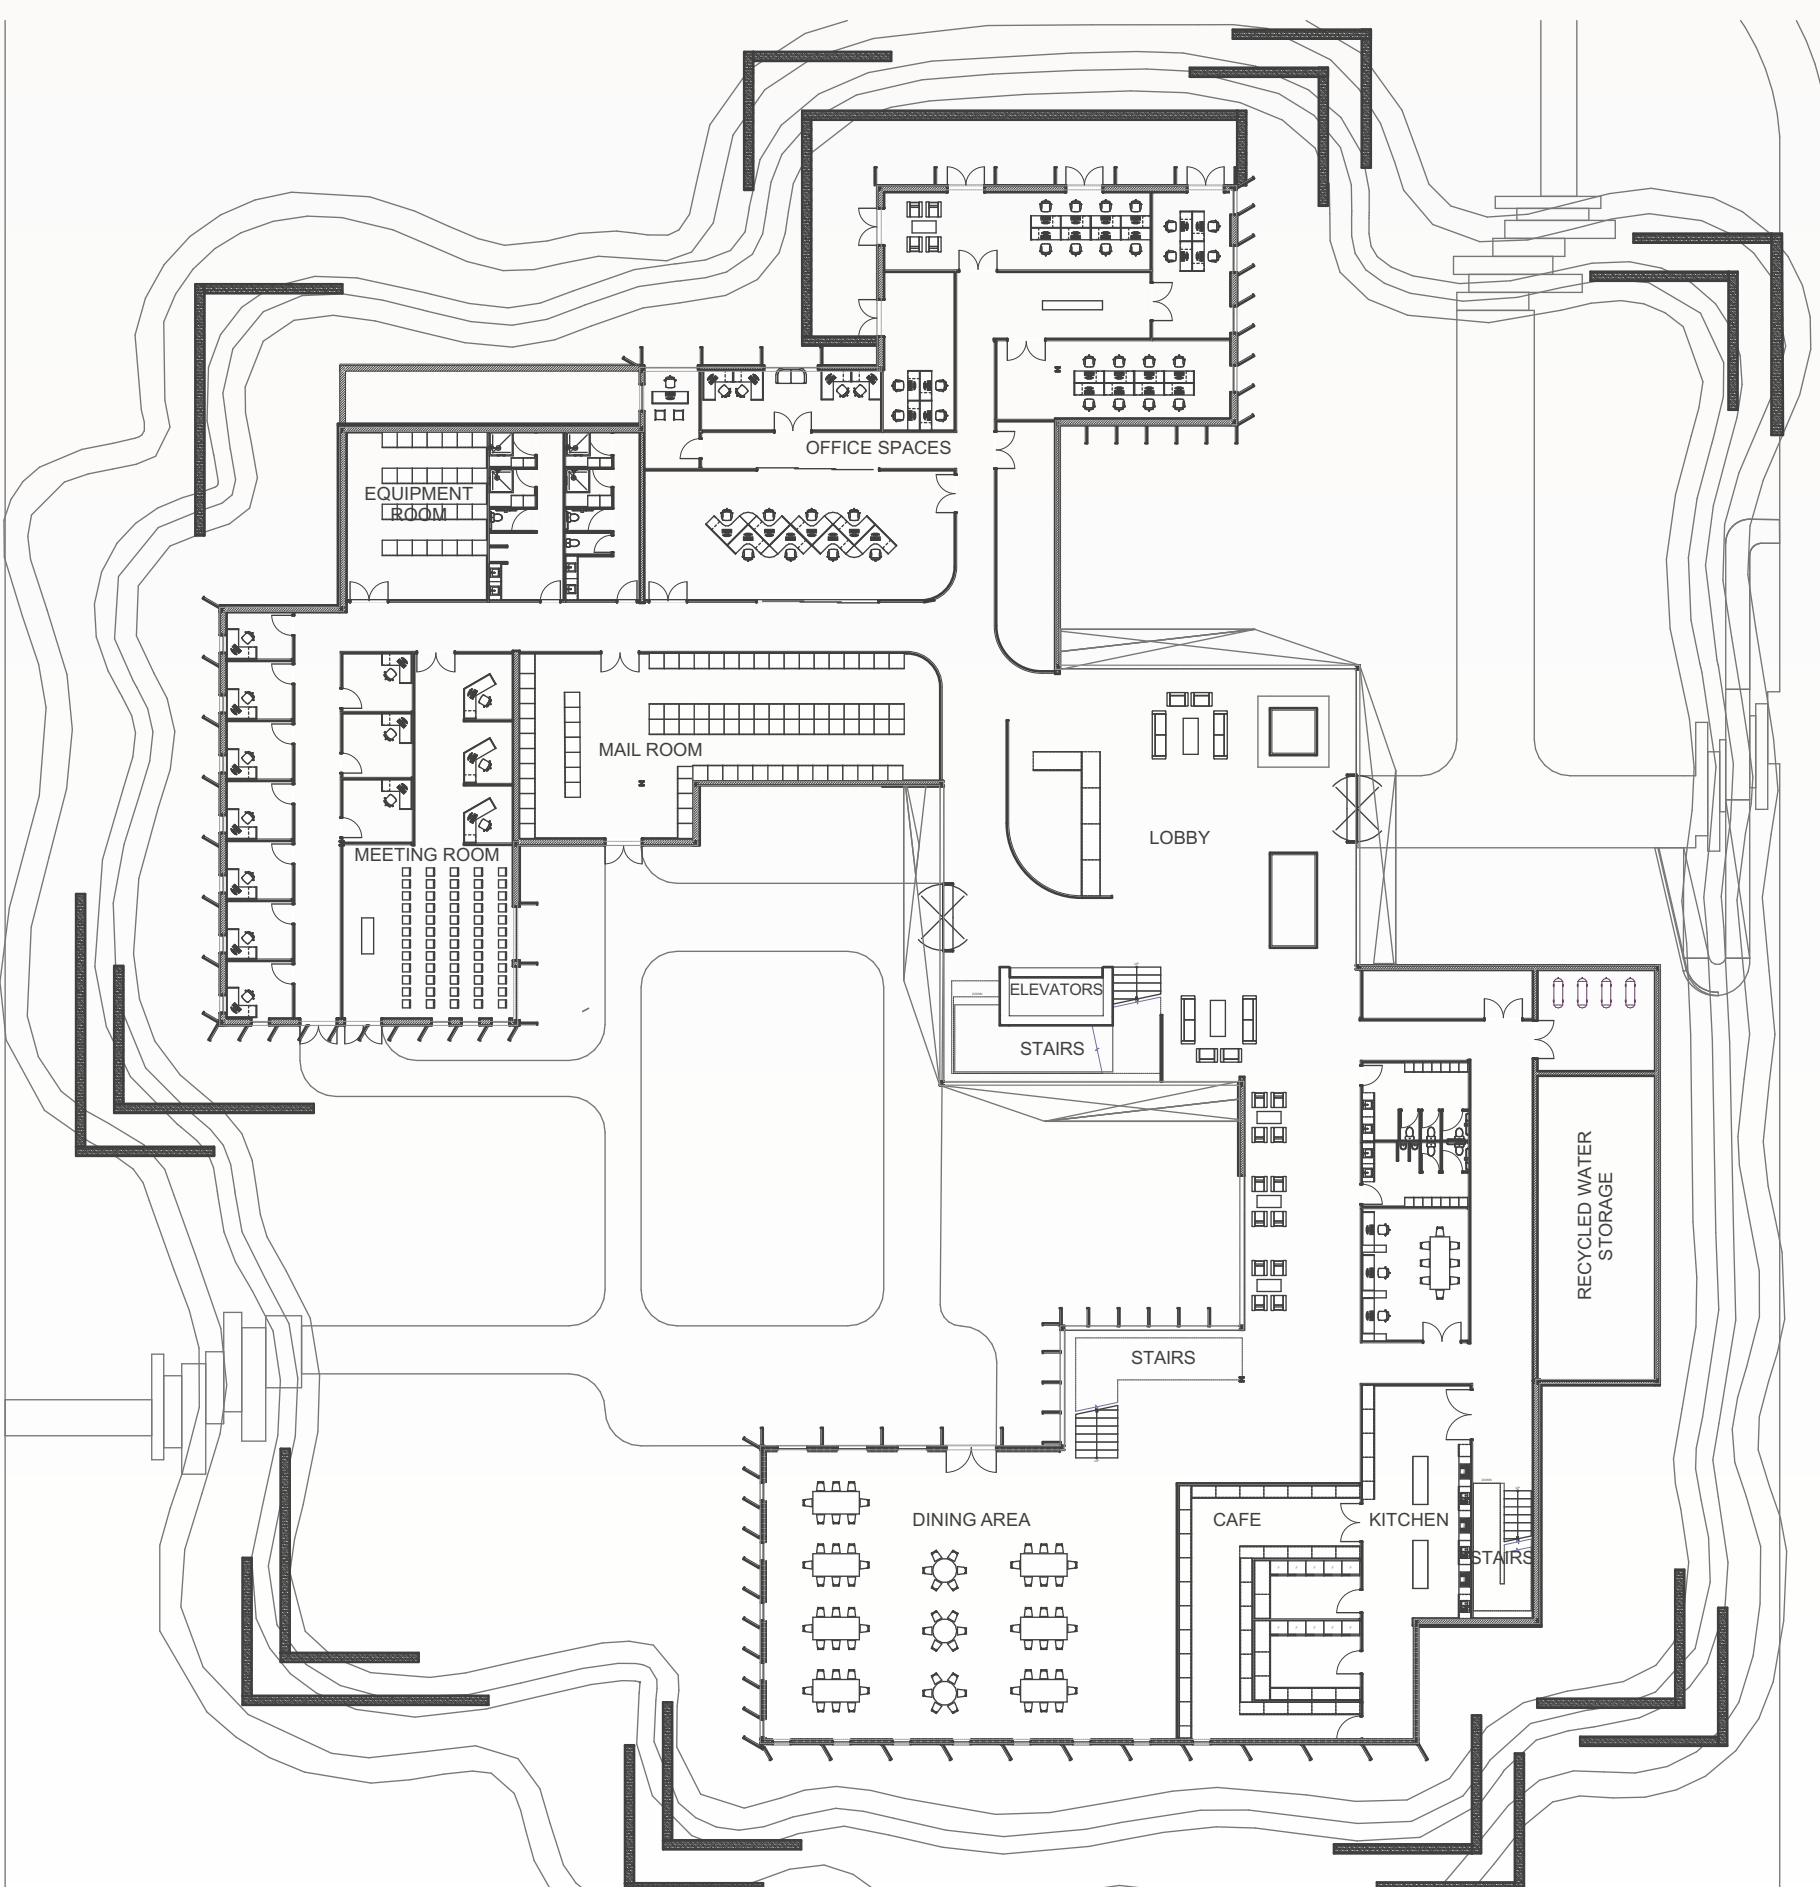 OFFICE SPACES
EQUIPMENT
ROOM
MAIL ROOM
LOBBY
MEETING ROOM
ELEVATORS
STAIRS
RECYCLED WATER
STORAGE
STAIRS
DINING AREA
CAFE
KITCHEN
STAIRS